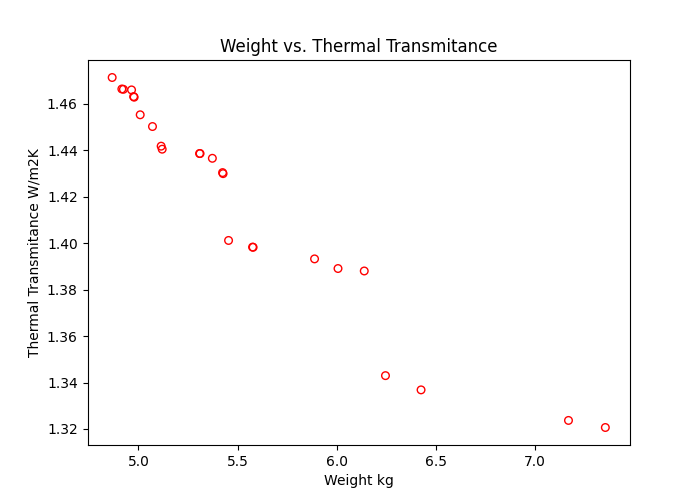 Weight vs. Thermal Transmitance
Thermal Transmitance W/m2K
1.46
1.44
1.42
1.40
1.38
1.36
1.34
1.32
5.0 5.5 6.0 6.5 7.0
Weight kg